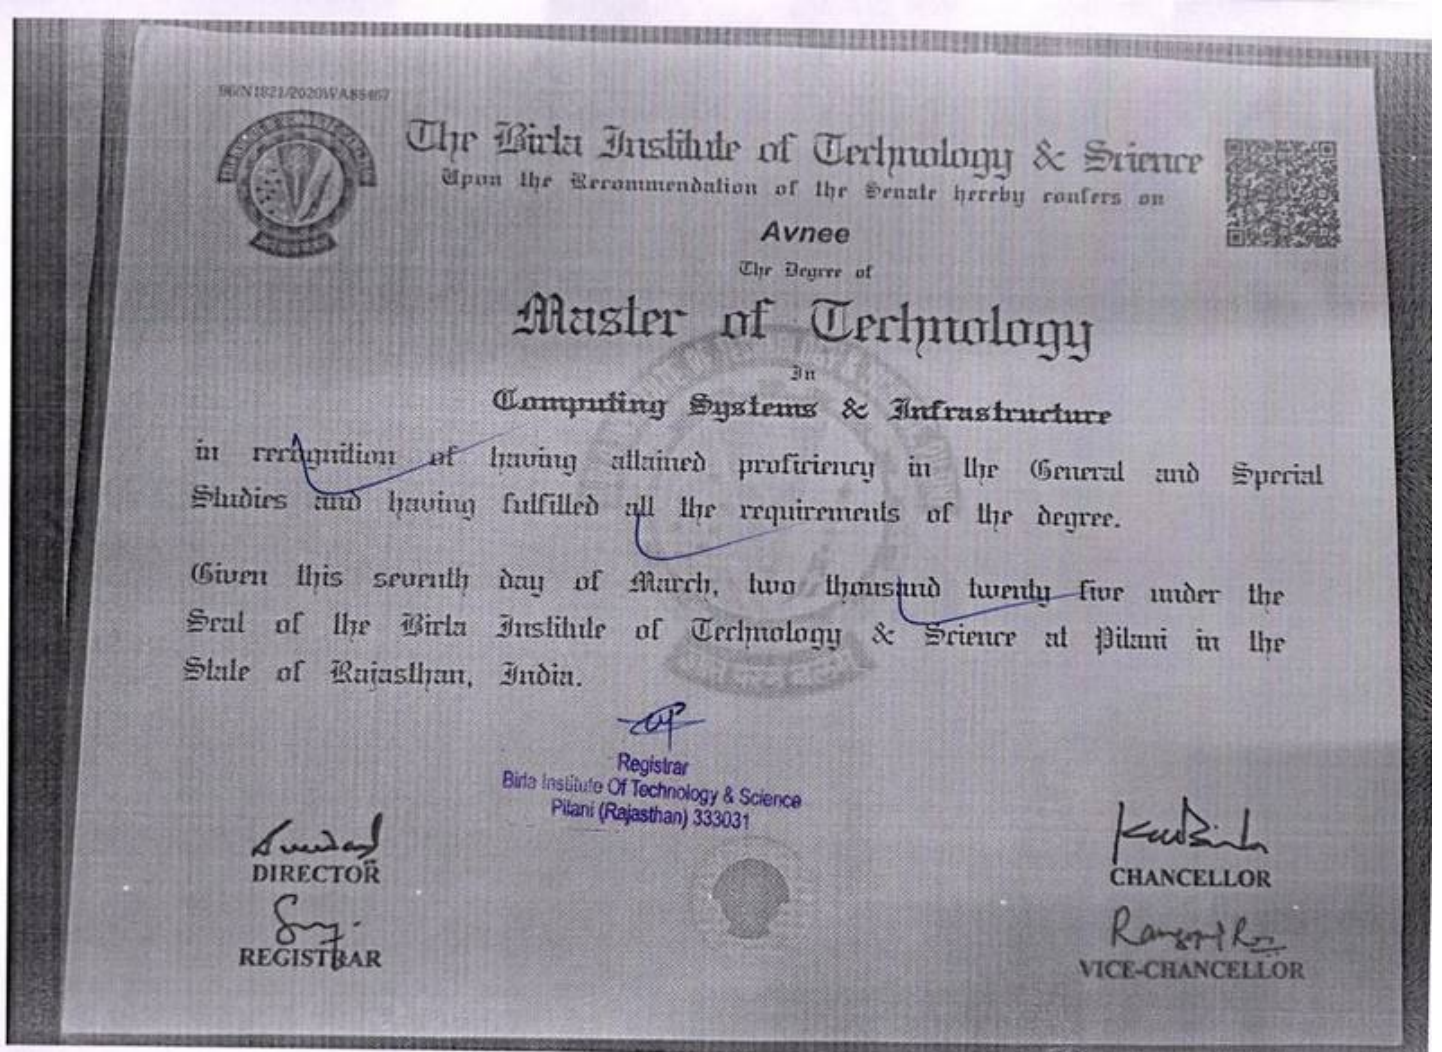 The Birla Institute of Technology & Science
Upon the Recommendation of the Senate hereby confers on
Avnee
The Degree of
Master of Technology
In
Computing Systems & Infrastructure
in recognition of having attained proficiency in the General and Special
Studies and having fulfilled all the requirements of the degree.
Given this seventh day of March, two thousand twenty five under the
Seal of the Birla Institute of Technology & Science at Pilani in the
State of Rajasthan, India.
Registrar
Birla Institute Of Technology & Science
Pilani (Rajasthan) 333031
DIRECTOR
CHANCELLOR
REGISTRAR
VICE-CHANCELLOR